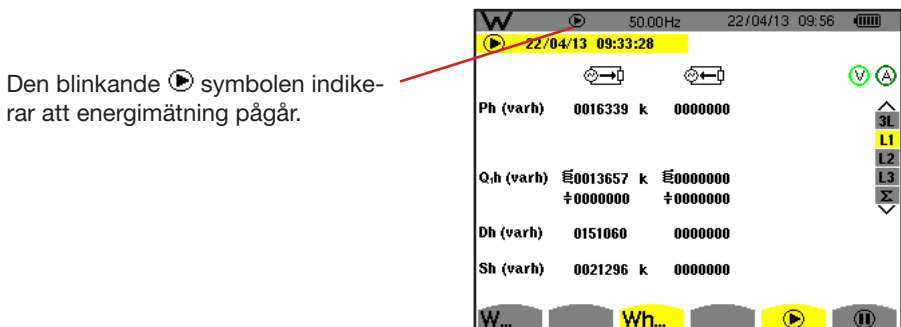 W 50.00Hz 22/04/13 09:56
22/04/13 09:33:28
Den blinkande symbolen indike-
rar att energimätning pågår.
V A
Ph (varh) 0016339 k 0000000
3L
L1
L2
L3
Σ
Q₁h (varh) 0013657 k 0000000
0000000 0000000
Dh (varh) 0151060 0000000
Sh (varh) 0021296 k 0000000
W... Wh...